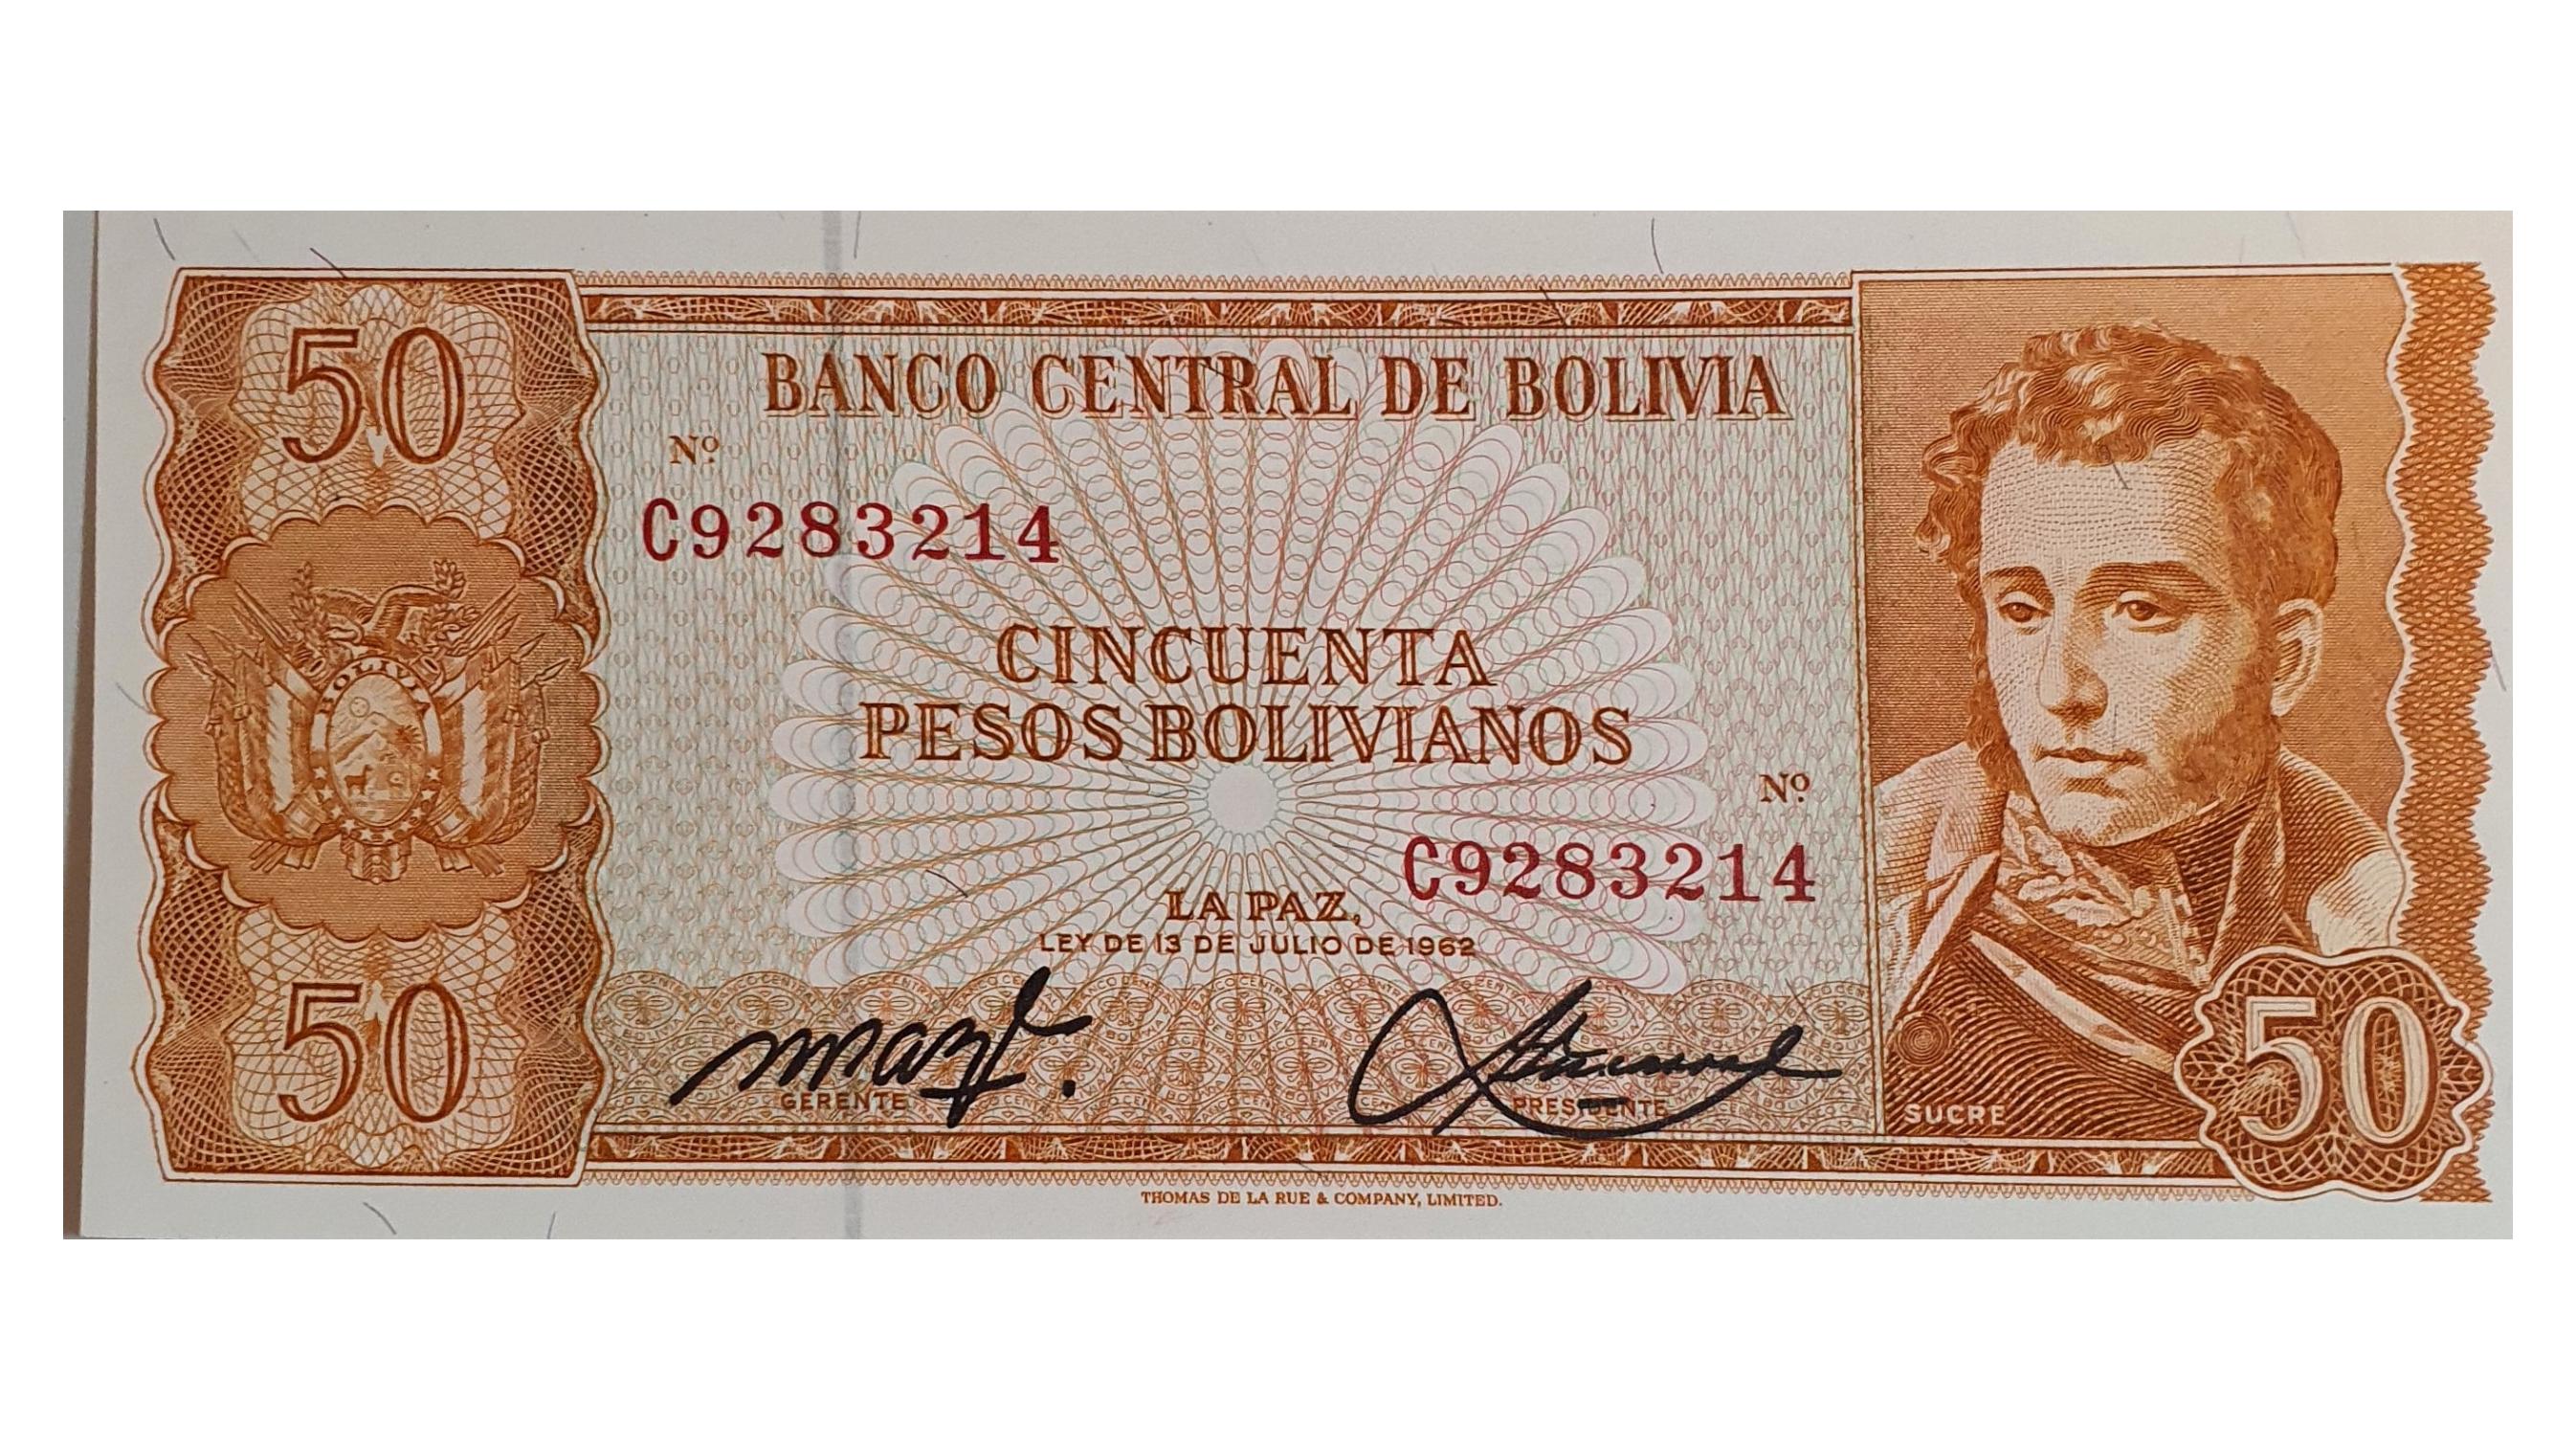 50
BANCO CENTRAL DE BOLIVIA
Nº
C9283214
BOLIVIA
CINCUENTA
PESOS BOLIVIANOS
Nº
C9283214
LA PAZ,
LEY DE 13 DE JULIO DE 1962
50
GERENTE
PRESIDENTE
SUCRE
50
THOMAS DE LA RUE & COMPANY, LIMITED.